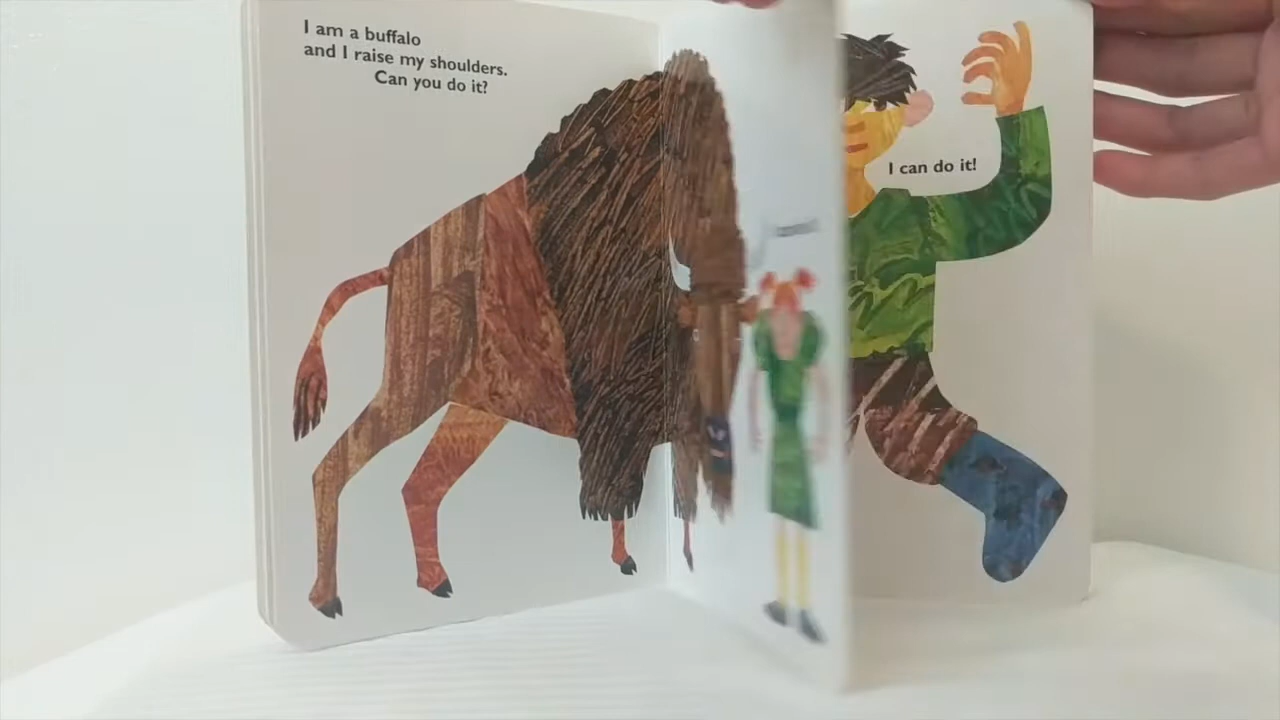 I am a buffalo
and I raise my shoulders.
Can you do it?
I can do it!